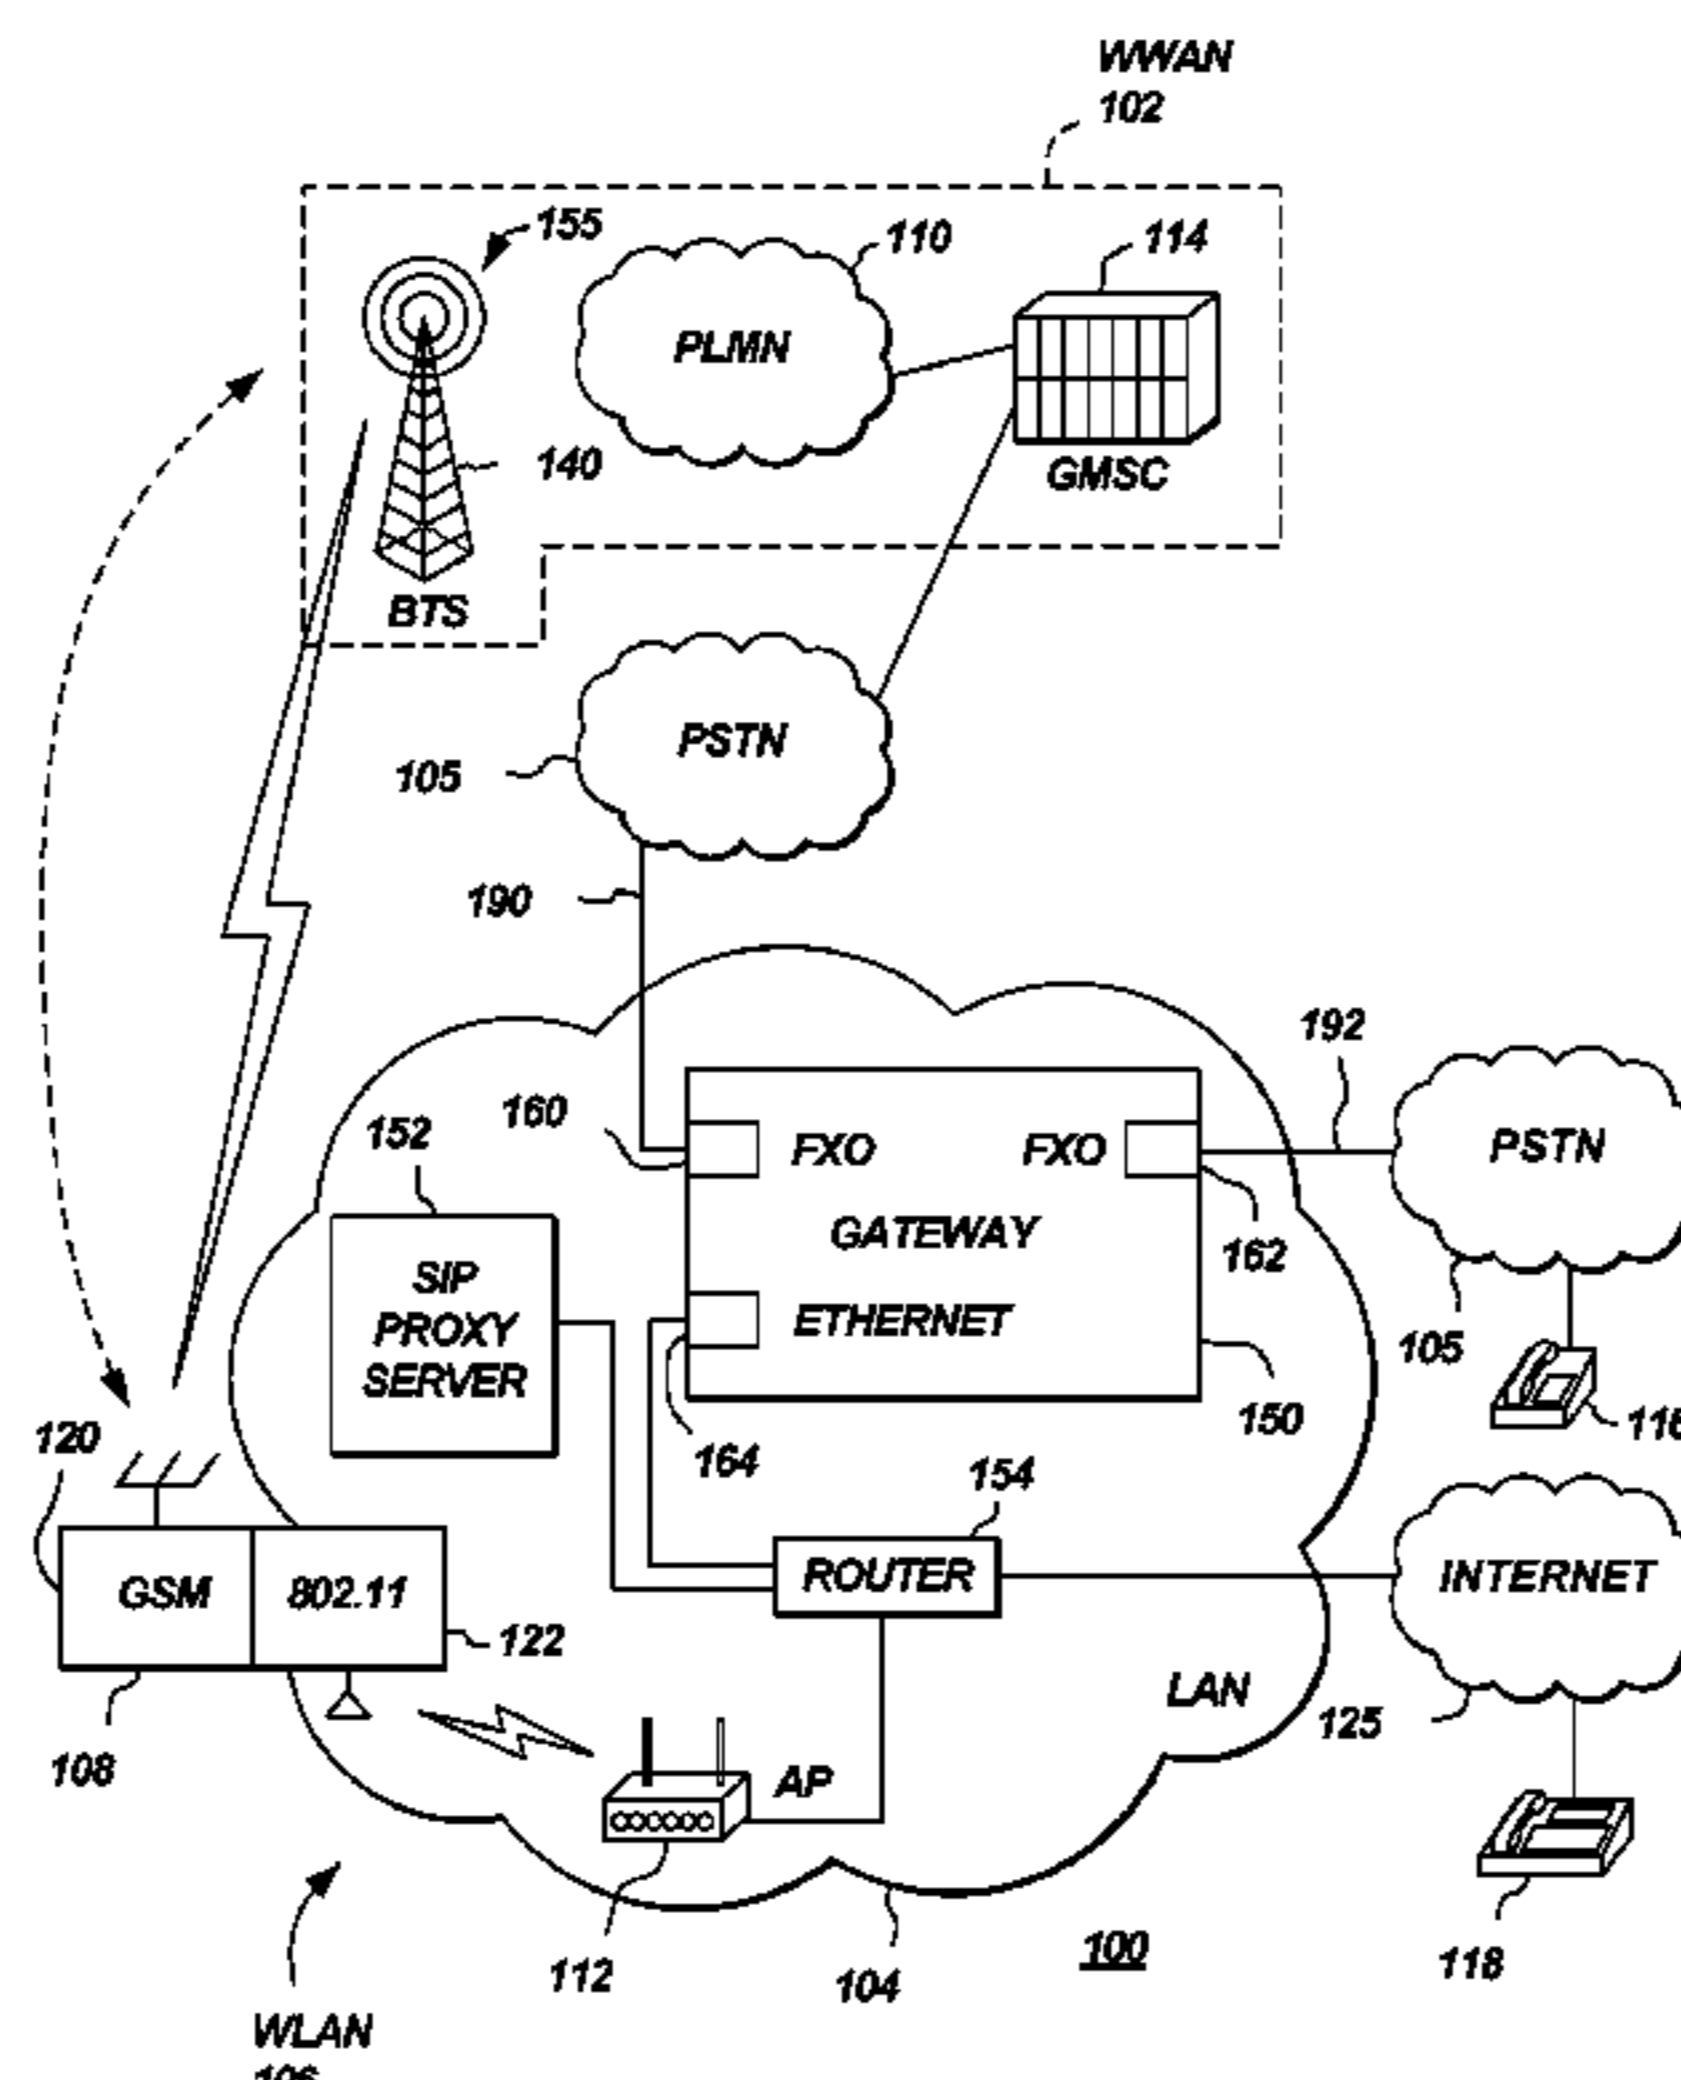 WWAN
102
155
110
114
PLMN
140
GMSC
BTS
PSTN
105
190
192
160
152
FXO
FXO
PSTN
GATEWAY
162
SIP
PROXY
SERVER
ETHERNET
105
150
116
120
164
154
GSM
802.11
ROUTER
INTERNET
122
LAN
125
108
AP
100
118
112
104
WLAN
106